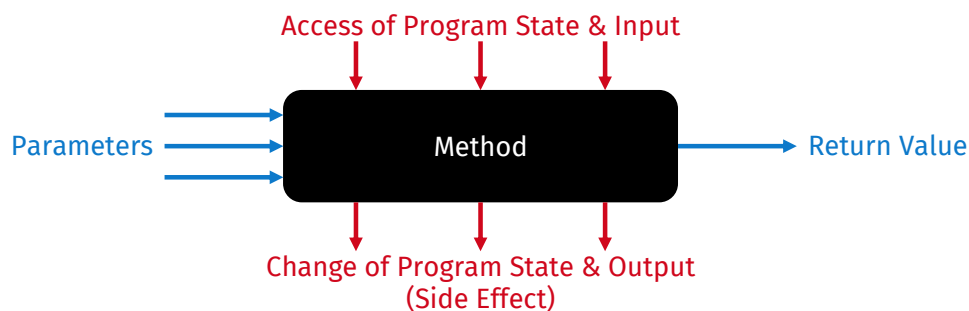 Access of Program State & Input
Parameters
Method
Return Value
Change of Program State & Output
(Side Effect)